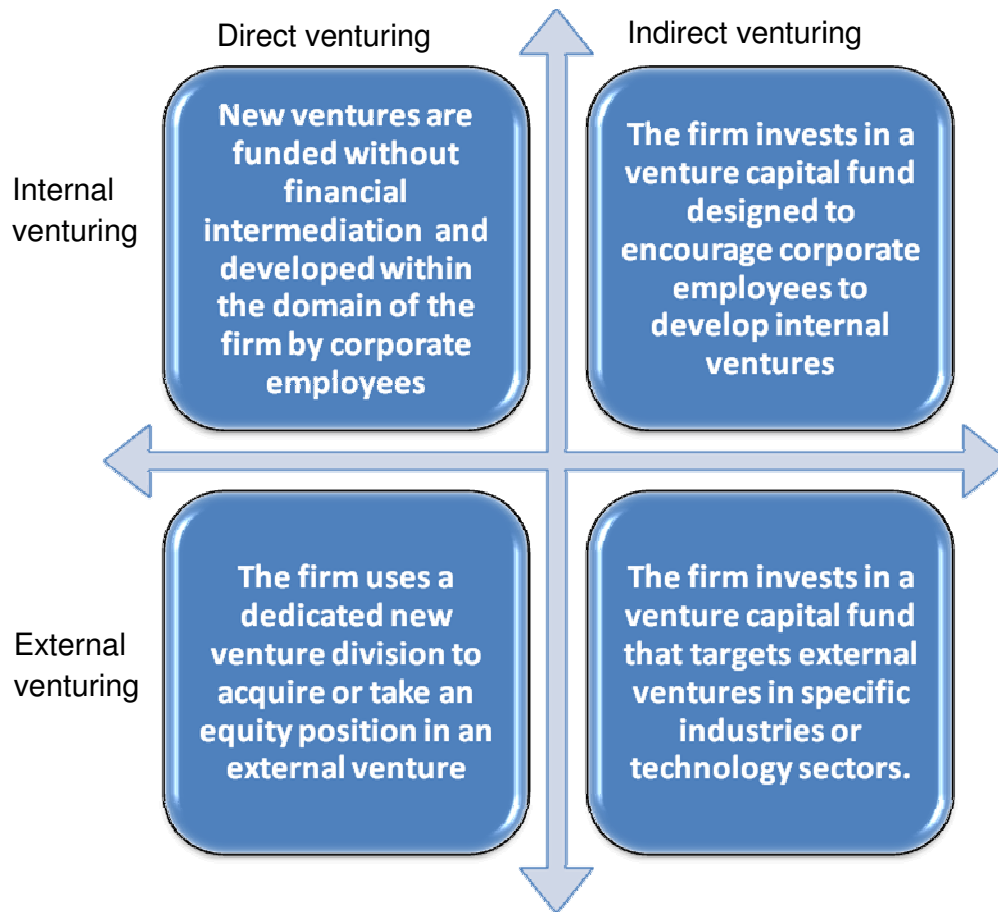 Direct venturing
Indirect venturing
Internal
venturing
New ventures are
funded without
financial
intermediation and
developed within
the domain of the
firm by corporate
employees
The firm invests in a
venture capital fund
designed to
encourage corporate
employees to
develop internal
ventures
External
venturing
The firm uses a
dedicated new
venture division to
acquire or take an
equity position in an
external venture
The firm invests in a
venture capital fund
that targets external
ventures in specific
industries or
technology sectors.